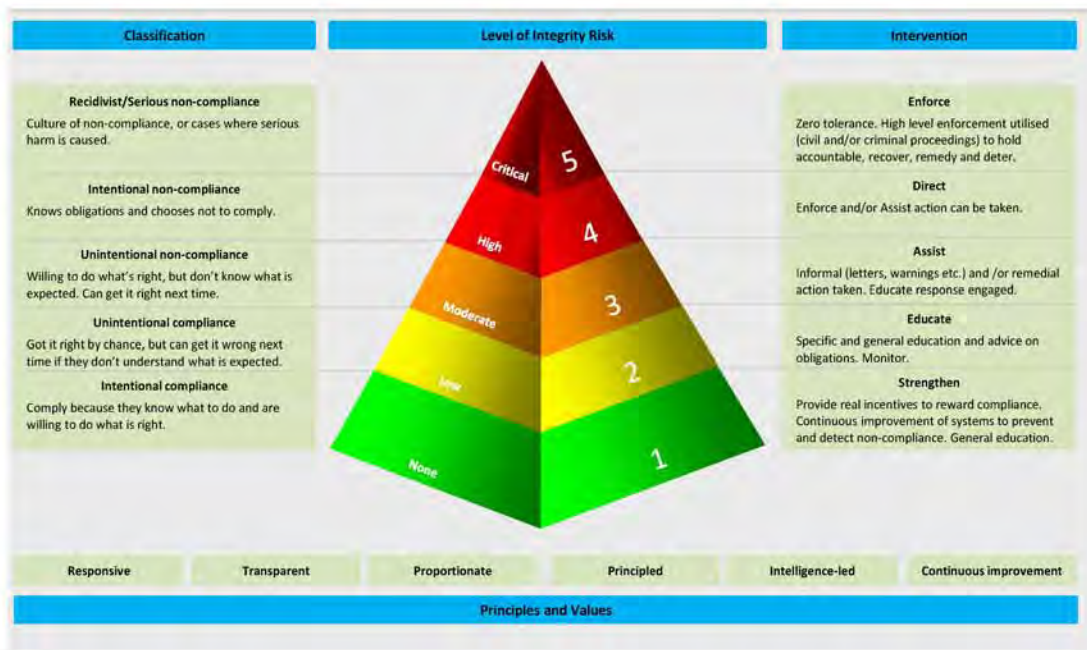 Classification
Level of Integrity Risk
Intervention
Recidivist/Serious non-compliance
Culture of non-compliance, or cases where serious
harm is caused.
Intentional non-compliance
Knows obligations and chooses not to comply.
Unintentional non-compliance
Willing to do what's right, but don't know what is
expected. Can get it right next time.
Unintentional compliance
Got it right by chance, but can get it wrong next
time if they don't understand what is expected.
Intentional compliance
Comply because they know what to do and are
willing to do what is right.
Critical
5
High
4
Moderate
3
Low
2
None
1
Enforce
Zero tolerance. High level enforcement utilised
(civil and/or criminal proceedings) to hold
accountable, recover, remedy and deter.
Direct
Enforce and/or Assist action can be taken.
Assist
Informal (letters, warnings etc.) and /or remedial
action taken. Educate response engaged.
Educate
Specific and general education and advice on
obligations. Monitor.
Strengthen
Provide real incentives to reward compliance.
Continuous improvement of systems to prevent
and detect non-compliance. General education.
Responsive
Transparent
Proportionate
Principled
Intelligence-led
Continuous improvement
Principles and Values